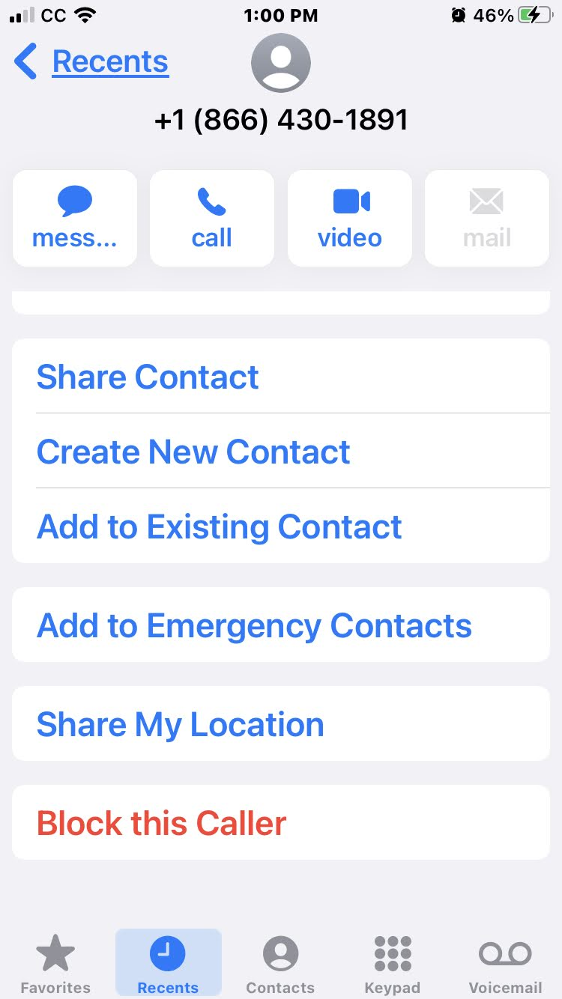 CC 1:00 PM 46%
Recents
+1 (866) 430-1891
mess... call video mail
Share Contact
Create New Contact
Add to Existing Contact
Add to Emergency Contacts
Share My Location
Block this Caller
Favorites Recents Contacts Keypad Voicemail